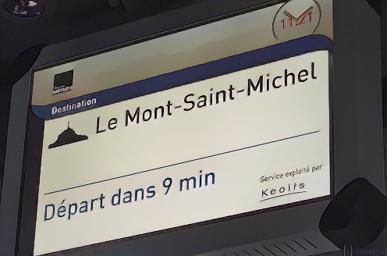 11:21
Destination
Le Mont-Saint-Michel
Départ dans 9 min
Service exploité par
Keolis